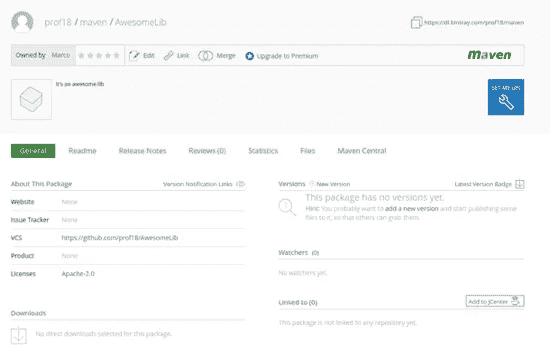 prof18 / maven / AwesomeLib
https://dl.bintray.com/prof18/maven
Owned by Marco
Edit
Link
Merge
Upgrade to Premium
maven
It's an awesome lib
SET ME UP!
General
Readme
Release Notes
Reviews (0)
Statistics
Files
Maven Central
About This Package
Version Notification Links
Website None
Issue Tracker None
VCS https://github.com/prof18/AwesomeLib
Product None
Licenses Apache-2.0
Downloads
No direct downloads selected for this package.
Versions
New Version
Latest Version Badge
This package has no versions yet.
Hint: You probably want to add a new version and start publishing some
files to it, so that others can grab them.
Watchers (0)
No watchers yet.
Linked to (0)
Add to JCenter
This package is not linked to any repository yet.